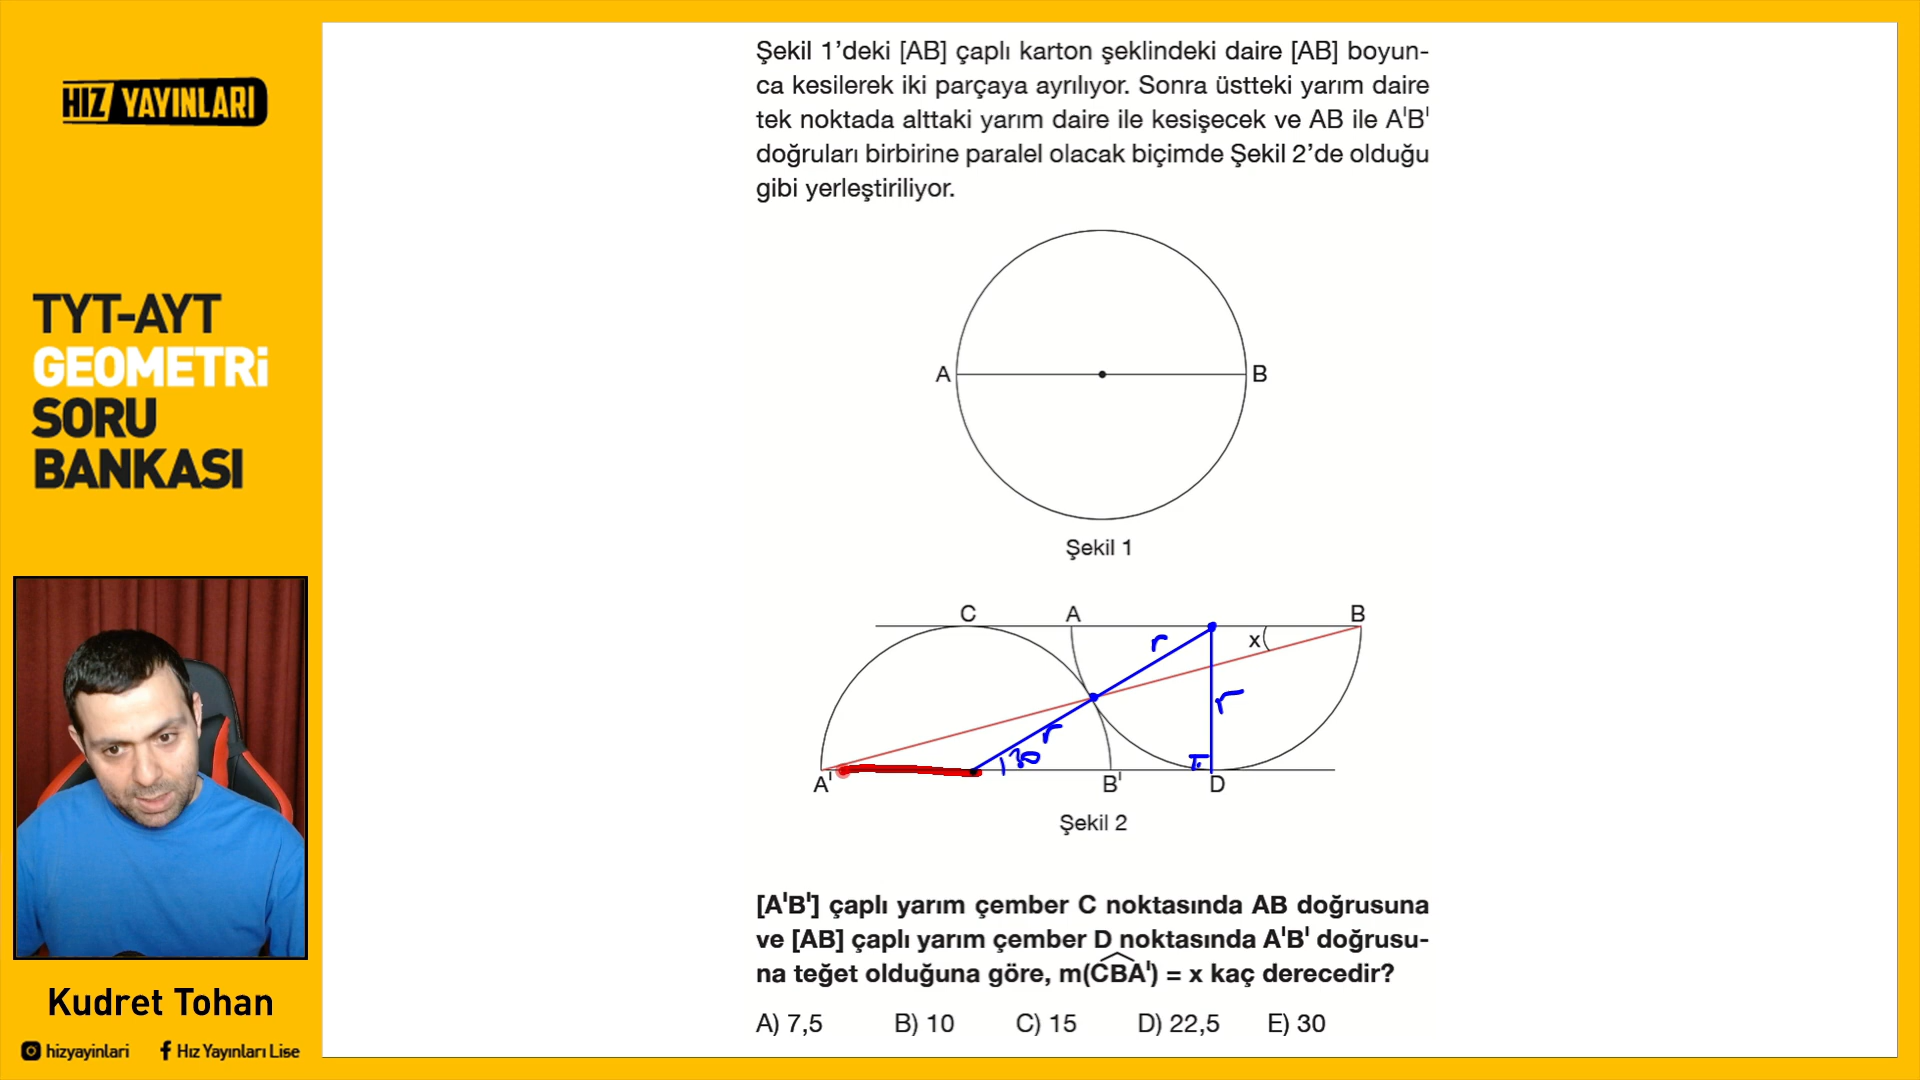 HIZ YAYINLARI
TYT-AYT
GEOMETRİ
SORU
BANKASI
Kudret Tohan
hizyayinlari
Hız Yayınları Lise
Şekil 1'deki [AB] çaplı karton şeklindeki daire [AB] boyun-
ca kesilerek iki parçaya ayrılıyor. Sonra üstteki yarım daire
tek noktada alttaki yarım daire ile kesişecek ve AB ile A'B'
doğruları birbirine paralel olacak biçimde Şekil 2'de olduğu
gibi yerleştiriliyor.
A
B
Şekil 1
C
A
B
r
x
r
r
30
A'
B'
D
Şekil 2
[A'B'] çaplı yarım çember C noktasında AB doğrusuna
ve [AB] çaplı yarım çember D noktasında A'B' doğrusu-
na teğet olduğuna göre, m(CBA') = x kaç derecedir?
A) 7,5 B) 10 C) 15 D) 22,5 E) 30